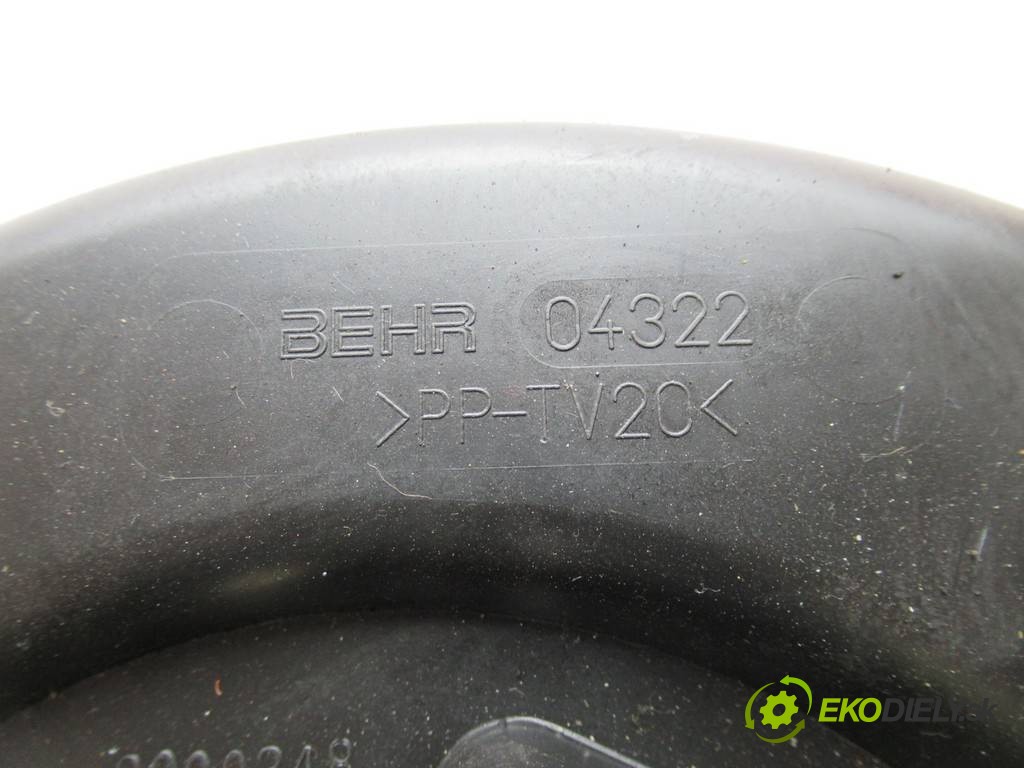 BEHR 04322
>PP-TV20<
EKODIELY